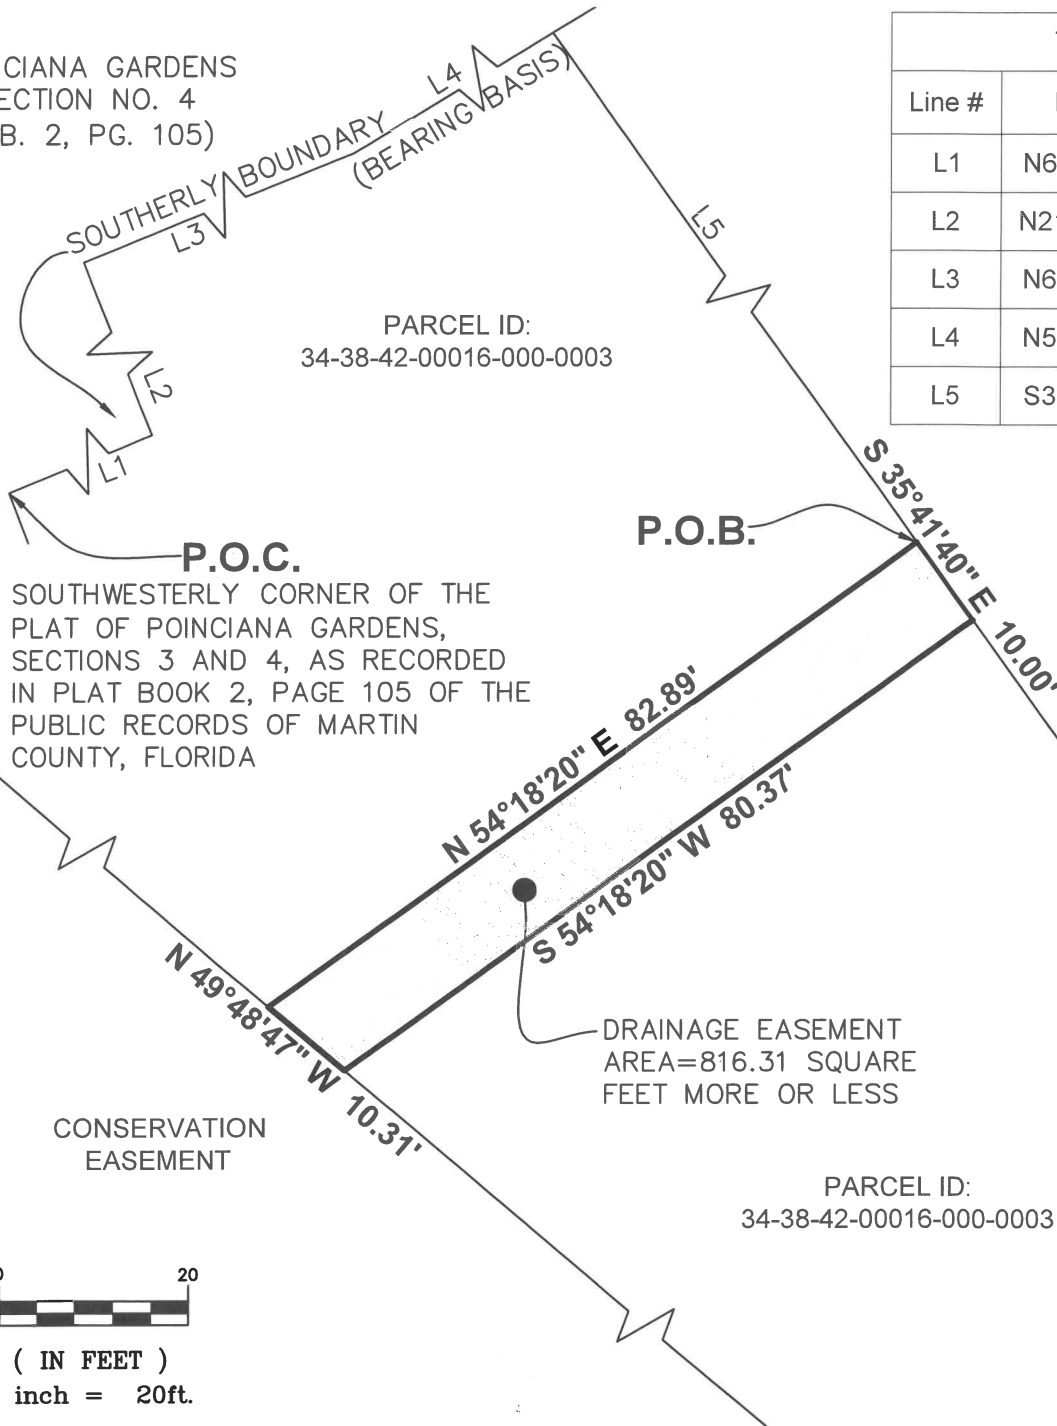 CIANA GARDENS
ECTION NO. 4
B. 2, PG. 105)
SOUTHERLY BOUNDARY
(BEARING BASIS)
L4
L3
L5
L2
L1
Line #
L1 N6
L2 N2
L3 N6
L4 N5
L5 S3
PARCEL ID:
34-38-42-00016-000-0003
S 35°41'40" E 10.00'
P.O.B.
P.O.C.
SOUTHWESTERLY CORNER OF THE
PLAT OF POINCIANA GARDENS,
SECTIONS 3 AND 4, AS RECORDED
IN PLAT BOOK 2, PAGE 105 OF THE
PUBLIC RECORDS OF MARTIN
COUNTY, FLORIDA
N 54°18'20" E 82.89'
S 54°18'20" W 80.37'
N 49°48'47" W 10.31'
DRAINAGE EASEMENT
AREA=816.31 SQUARE
FEET MORE OR LESS
CONSERVATION
EASEMENT
PARCEL ID:
34-38-42-00016-000-0003
20
( IN FEET )
inch = 20ft.